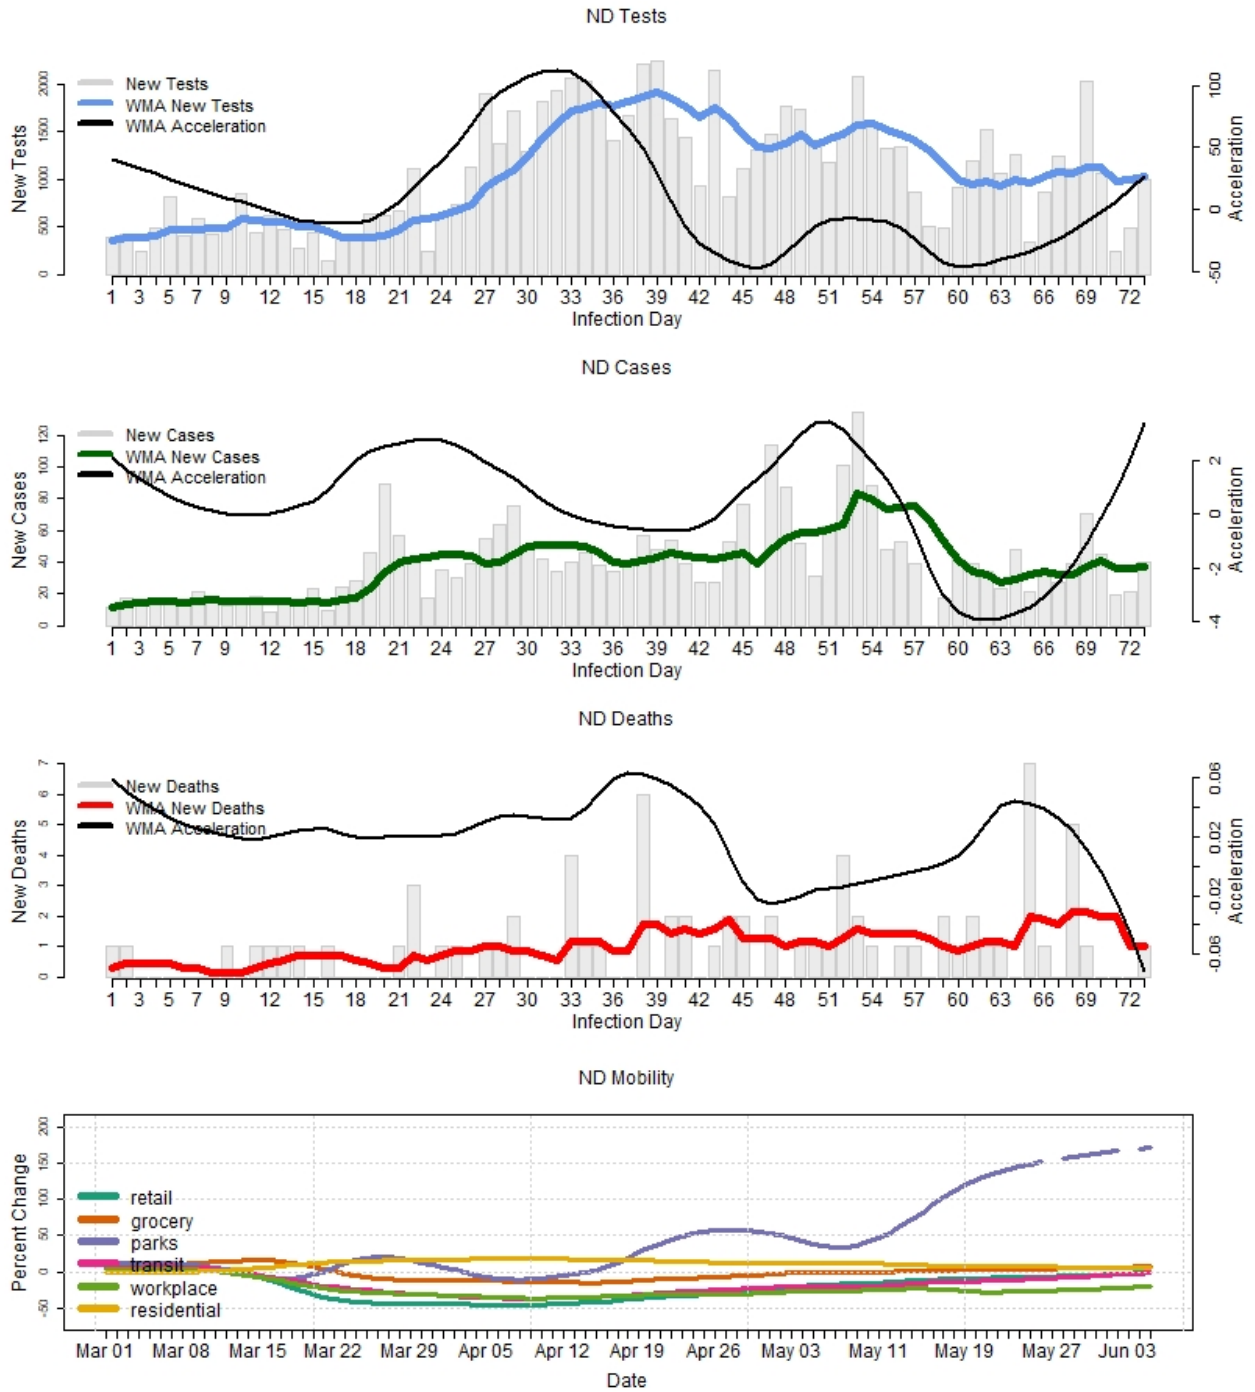 ND Tests
New Tests
WMA New Tests
WMA Acceleration
New Tests
0 500 1000 1500 2000
Acceleration
-50 0 50 100
1 3 5 7 9 12 15 18 21 24 27 30 33 36 39 42 45 48 51 54 57 60 63 66 69 72
Infection Day
ND Cases
New Cases
WMA New Cases
WMA Acceleration
New Cases
0 20 40 60 80 100 120
Acceleration
-4 -2 0 2
1 3 5 7 9 12 15 18 21 24 27 30 33 36 39 42 45 48 51 54 57 60 63 66 69 72
Infection Day
ND Deaths
New Deaths
WMA New Deaths
WMA Acceleration
New Deaths
0 1 2 3 4 5 6 7
Acceleration
-0.06 -0.02 0.02 0.06
1 3 5 7 9 12 15 18 21 24 27 30 33 36 39 42 45 48 51 54 57 60 63 66 69 72
Infection Day
ND Mobility
retail
grocery
parks
transit
workplace
residential
Percent Change
-50 0 50 100 150 200
Mar 01 Mar 08 Mar 15 Mar 22 Mar 29 Apr 05 Apr 12 Apr 19 Apr 26 May 03 May 11 May 19 May 27 Jun 03
Date